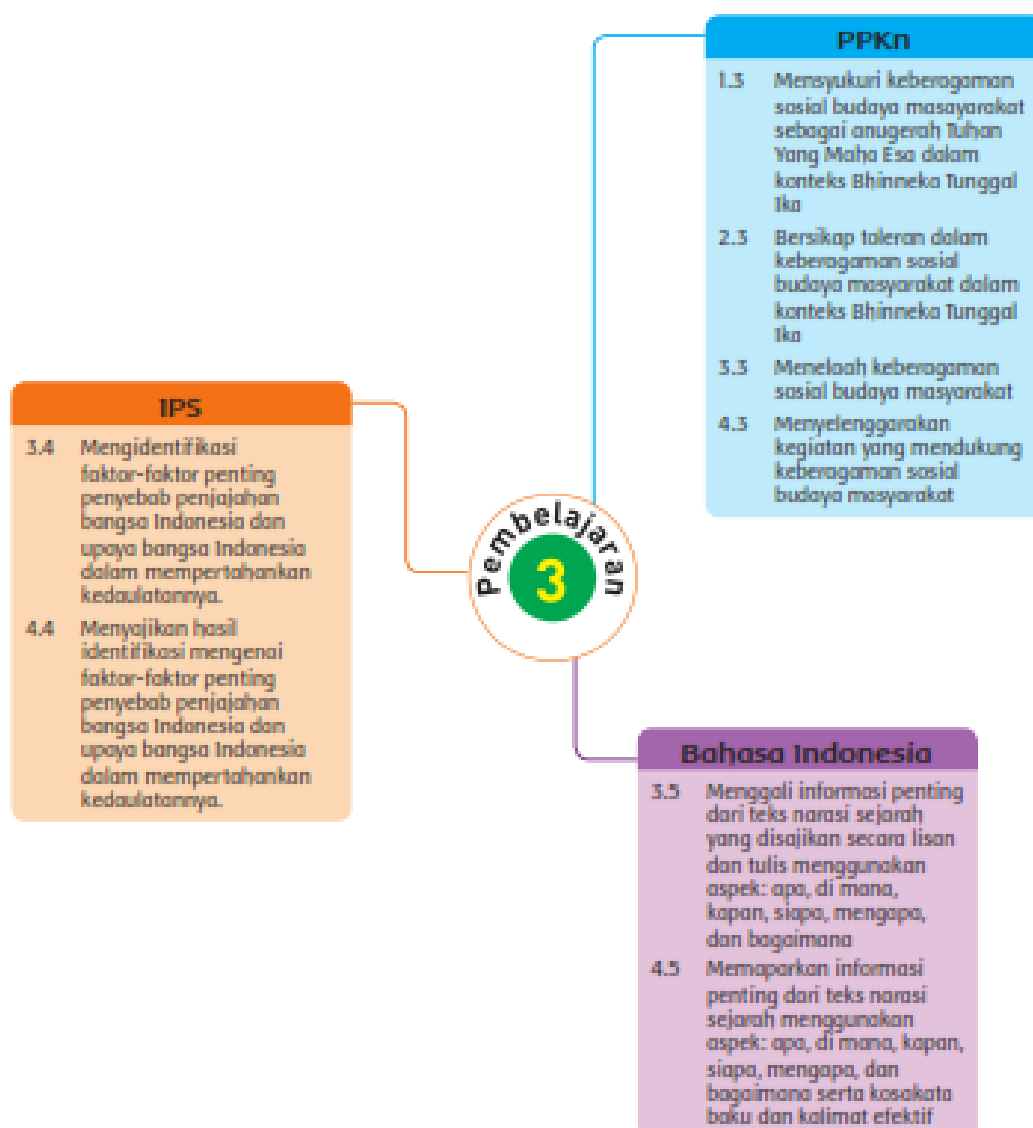 PPKn
1.3 Mensyukuri keberagaman
sosial budaya masayarakat
sebagai anugerah Tuhan
Yang Maha Esa dalam
konteks Bhinneka Tunggal
Ika
2.3 Bersikap toleran dalam
keberagaman sosial
budaya masyarakat dalam
konteks Bhinneka Tunggal
Ika
3.3 Menelaah keberagaman
sosial budaya masyarakat
4.3 Menyelenggarakan
kegiatan yang mendukung
keberagaman sosial
budaya masyarakat
IPS
3.4 Mengidentifikasi
faktor-faktor penting
penyebab penjajahan
bangsa Indonesia dan
upaya bangsa Indonesia
dalam mempertahankan
kedaulatannya.
4.4 Menyajikan hasil
identifikasi mengenai
faktor-faktor penting
penyebab penjajahan
bangsa Indonesia dan
upaya bangsa Indonesia
dalam mempertahankan
kedaulatannya.
Pembelajaran
3
Bahasa Indonesia
3.5 Menggali informasi penting
dari teks narasi sejarah
yang disajikan secara lisan
dan tulis menggunakan
aspek: apa, di mana,
kapan, siapa, mengapa,
dan bagaimana
4.5 Memaparkan informasi
penting dari teks narasi
sejarah menggunakan
aspek: apa, di mana, kapan,
siapa, mengapa, dan
bagaimana serta kosakata
baku dan kalimat efektif